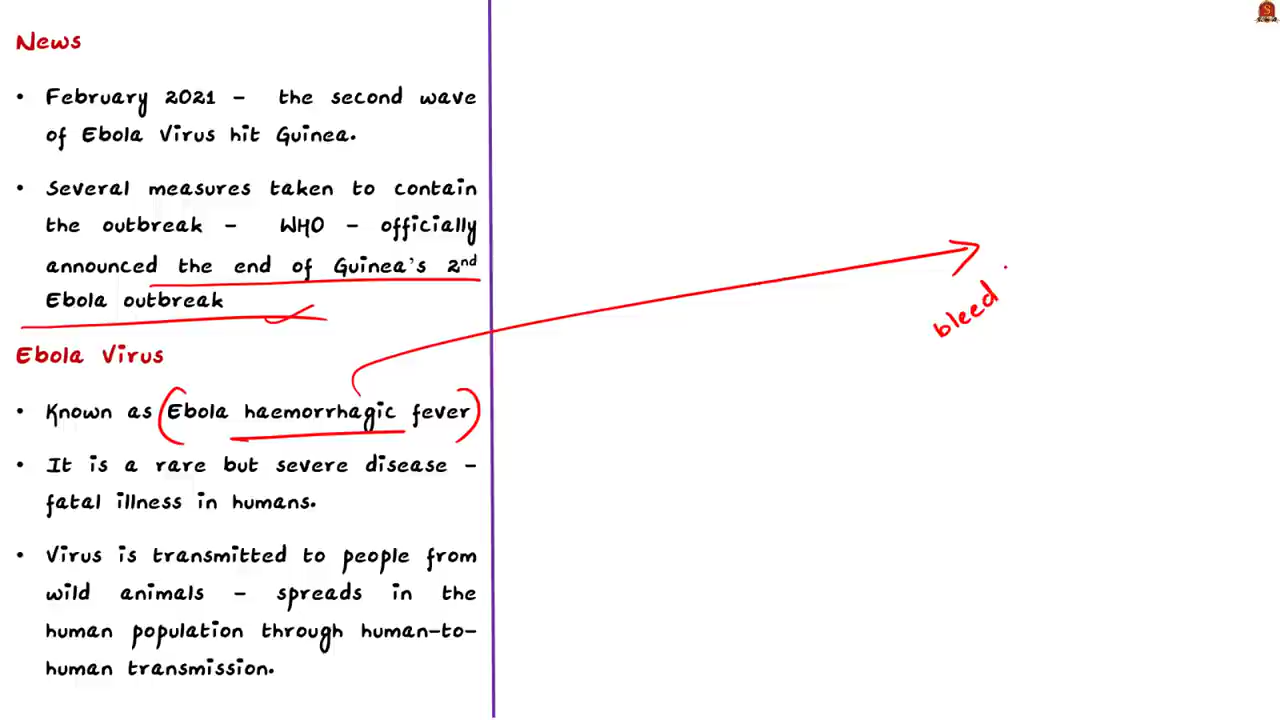 News
• February 2021 – the second wave
of Ebola Virus hit Guinea.
• Several measures taken to contain
the outbreak – WHO – officially
announced the end of Guinea's 2nd
Ebola outbreak
Ebola Virus
• Known as (Ebola haemorrhagic fever)
• It is a rare but severe disease –
fatal illness in humans.
• Virus is transmitted to people from
wild animals – spreads in the
human population through human-to-
human transmission.
bleed